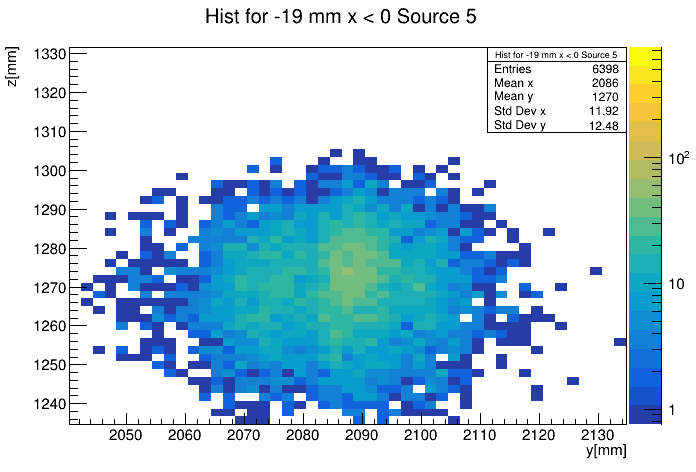 Hist for -19 mm x < 0 Source 5
z[mm]
1330
1320
1310
1300
1290
1280
1270
1260
1250
1240
Hist for -19 mm x < 0 Source 5
Entries 6398
Mean x 2086
Mean y 1270
Std Dev x 11.92
Std Dev y 12.48
10²
10
1
2050 2060 2070 2080 2090 2100 2110 2120 2130
y[mm]